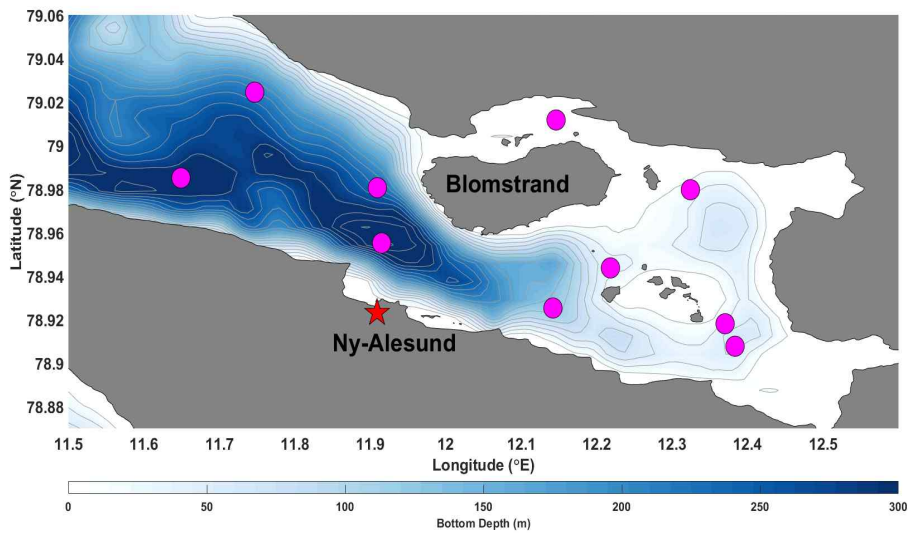 79.06
79.04
79.02
79
78.98
78.96
78.94
78.92
78.9
78.88
Latitude (°N)
Blomstrand
Ny-Alesund
11.5 11.6 11.7 11.8 11.9 12 12.1 12.2 12.3 12.4 12.5
Longitude (°E)
0 50 100 150 200 250 300
Bottom Depth (m)